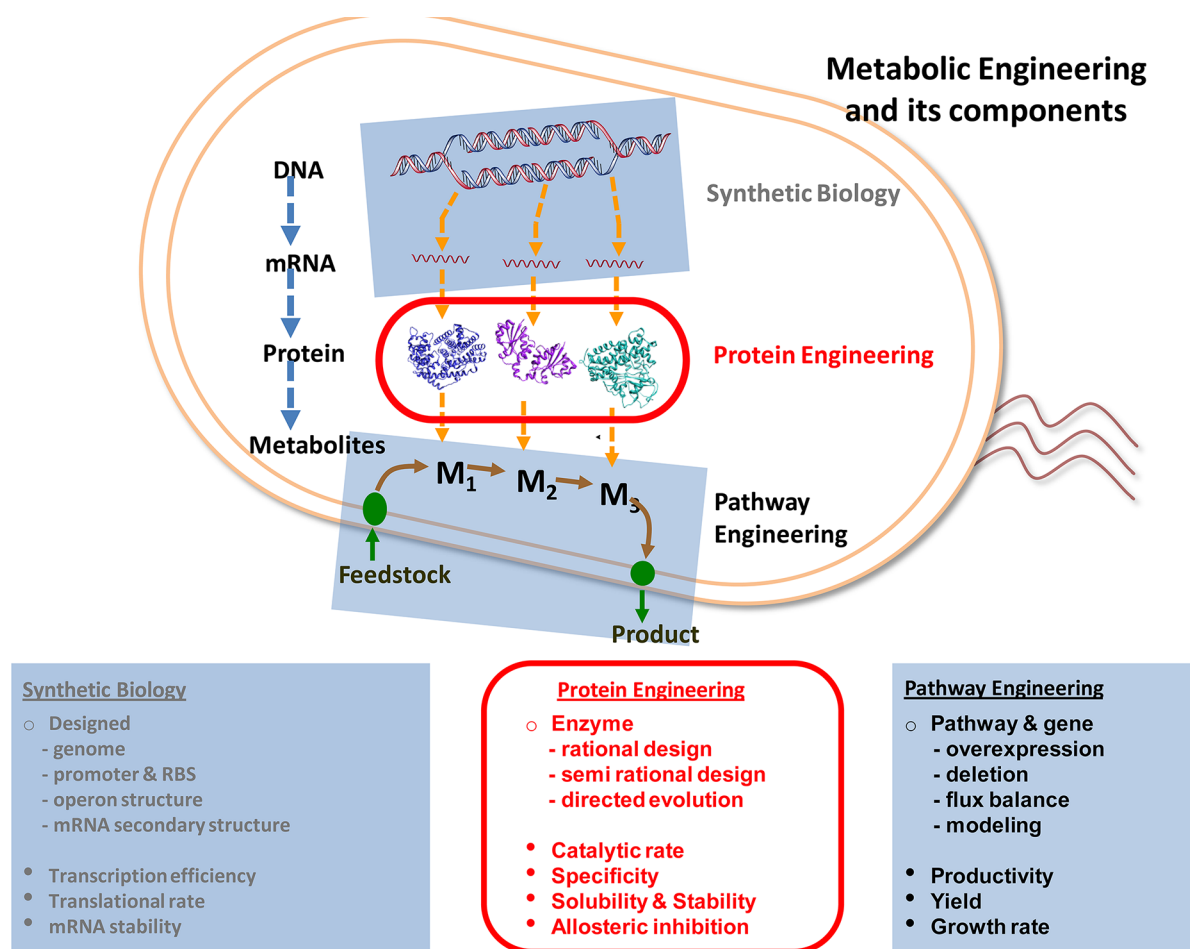 Metabolic Engineering
and its components
DNA
Synthetic Biology
mRNA
Protein
Protein Engineering
Metabolites
M₁
M₂
M₃
Pathway
Engineering
Feedstock
Product
Synthetic Biology
○ Designed
- genome
- promoter & RBS
- operon structure
- mRNA secondary structure
• Transcription efficiency
• Translational rate
• mRNA stability
Protein Engineering
○ Enzyme
- rational design
- semi rational design
- directed evolution
• Catalytic rate
• Specificity
• Solubility & Stability
• Allosteric inhibition
Pathway Engineering
○ Pathway & gene
- overexpression
- deletion
- flux balance
- modeling
• Productivity
• Yield
• Growth rate